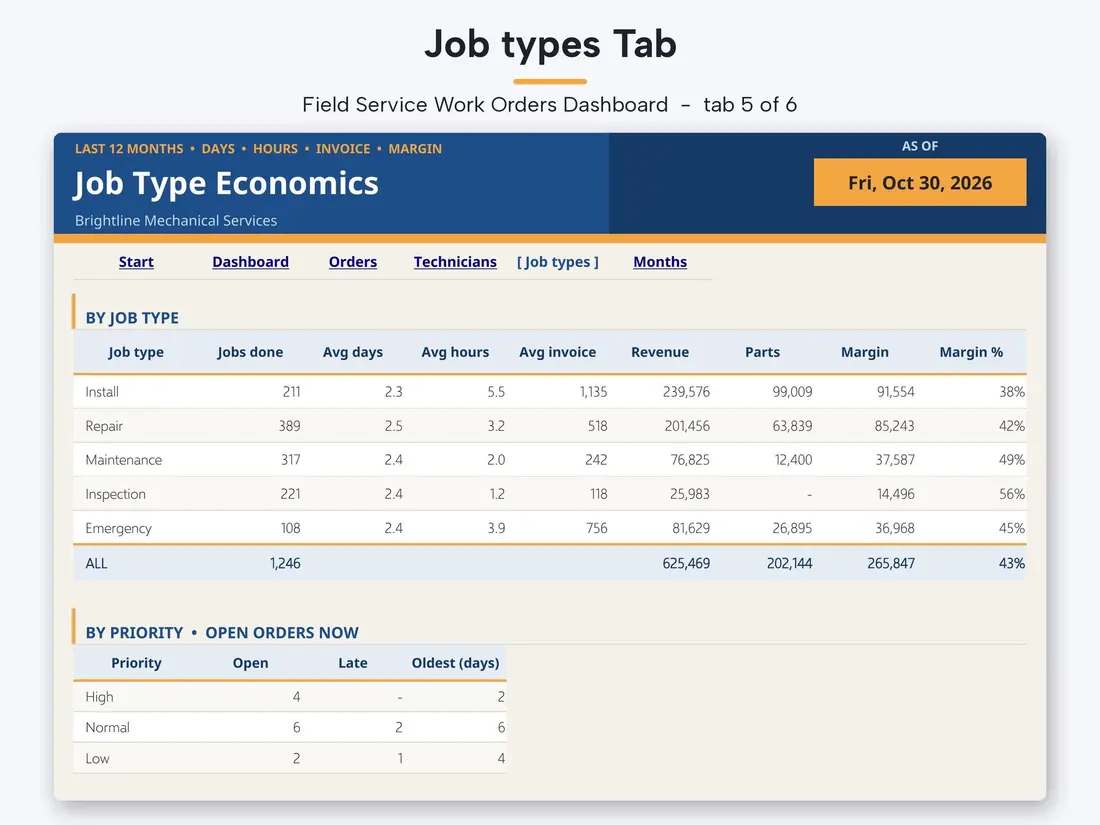 Job types Tab
Field Service Work Orders Dashboard – tab 5 of 6
LAST 12 MONTHS • DAYS • HOURS • INVOICE • MARGIN
AS OF
Job Type Economics
Fri, Oct 30, 2026
Brightline Mechanical Services
Start Dashboard Orders Technicians [ Job types ] Months
BY JOB TYPE
Job type Jobs done Avg days Avg hours Avg invoice Revenue Parts Margin Margin %
Install 211 2.3 5.5 1,135 239,576 99,009 91,554 38%
Repair 389 2.5 3.2 518 201,456 63,839 85,243 42%
Maintenance 317 2.4 2.0 242 76,825 12,400 37,587 49%
Inspection 221 2.4 1.2 118 25,983 - 14,496 56%
Emergency 108 2.4 3.9 756 81,629 26,895 36,968 45%
ALL 1,246 625,469 202,144 265,847 43%
BY PRIORITY • OPEN ORDERS NOW
Priority Open Late Oldest (days)
High 4 - 2
Normal 6 2 6
Low 2 1 4